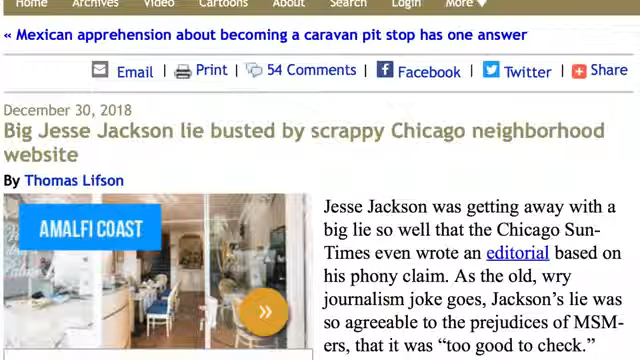 Home Archives Video Cartoons About Search Login More ▼
« Mexican apprehension about becoming a caravan pit stop has one answer
Email | Print | 54 Comments | Facebook | Twitter | Share
December 30, 2018
Big Jesse Jackson lie busted by scrappy Chicago neighborhood
website
By Thomas Lifson
AMALFI COAST
»
Jesse Jackson was getting away with a
big lie so well that the Chicago Sun-
Times even wrote an editorial based on
his phony claim. As the old, wry
journalism joke goes, Jackson’s lie was
so agreeable to the prejudices of MSM-
ers, that it was “too good to check.”